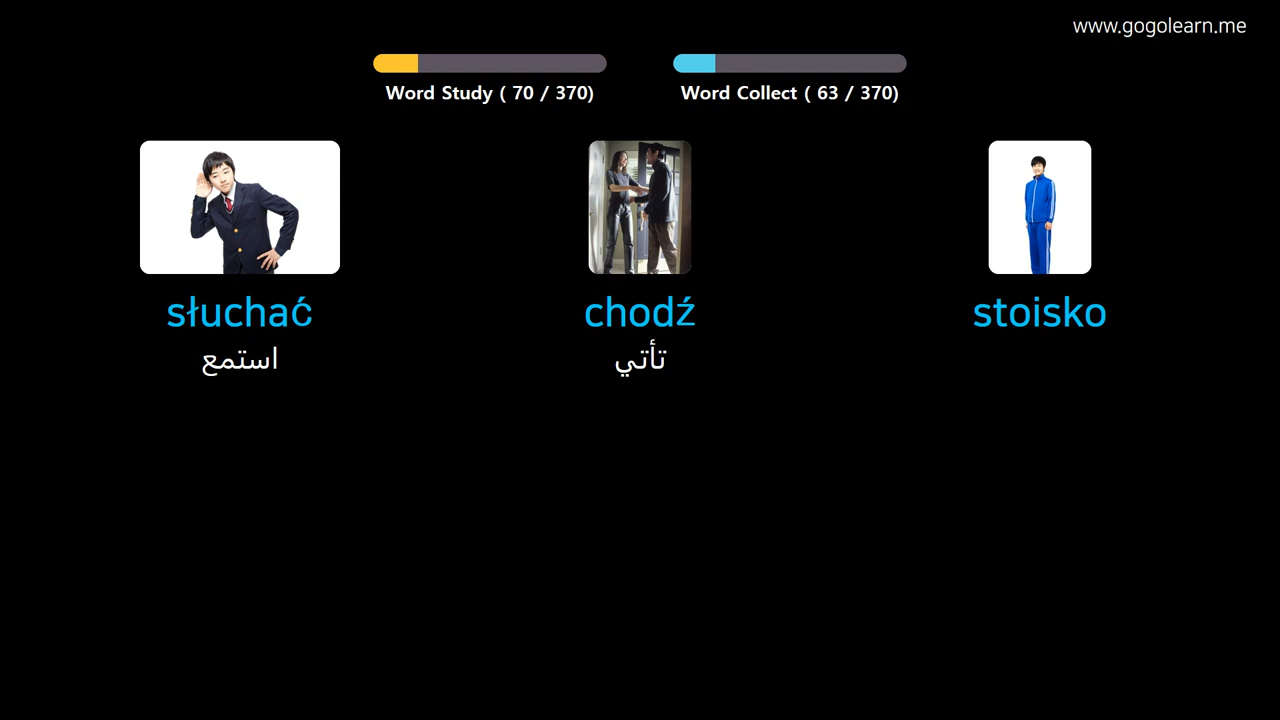 www.gogolearn.me
Word Study ( 70 / 370)
Word Collect ( 63 / 370)
słuchać
chodź
stoisko
استمع
تأتي